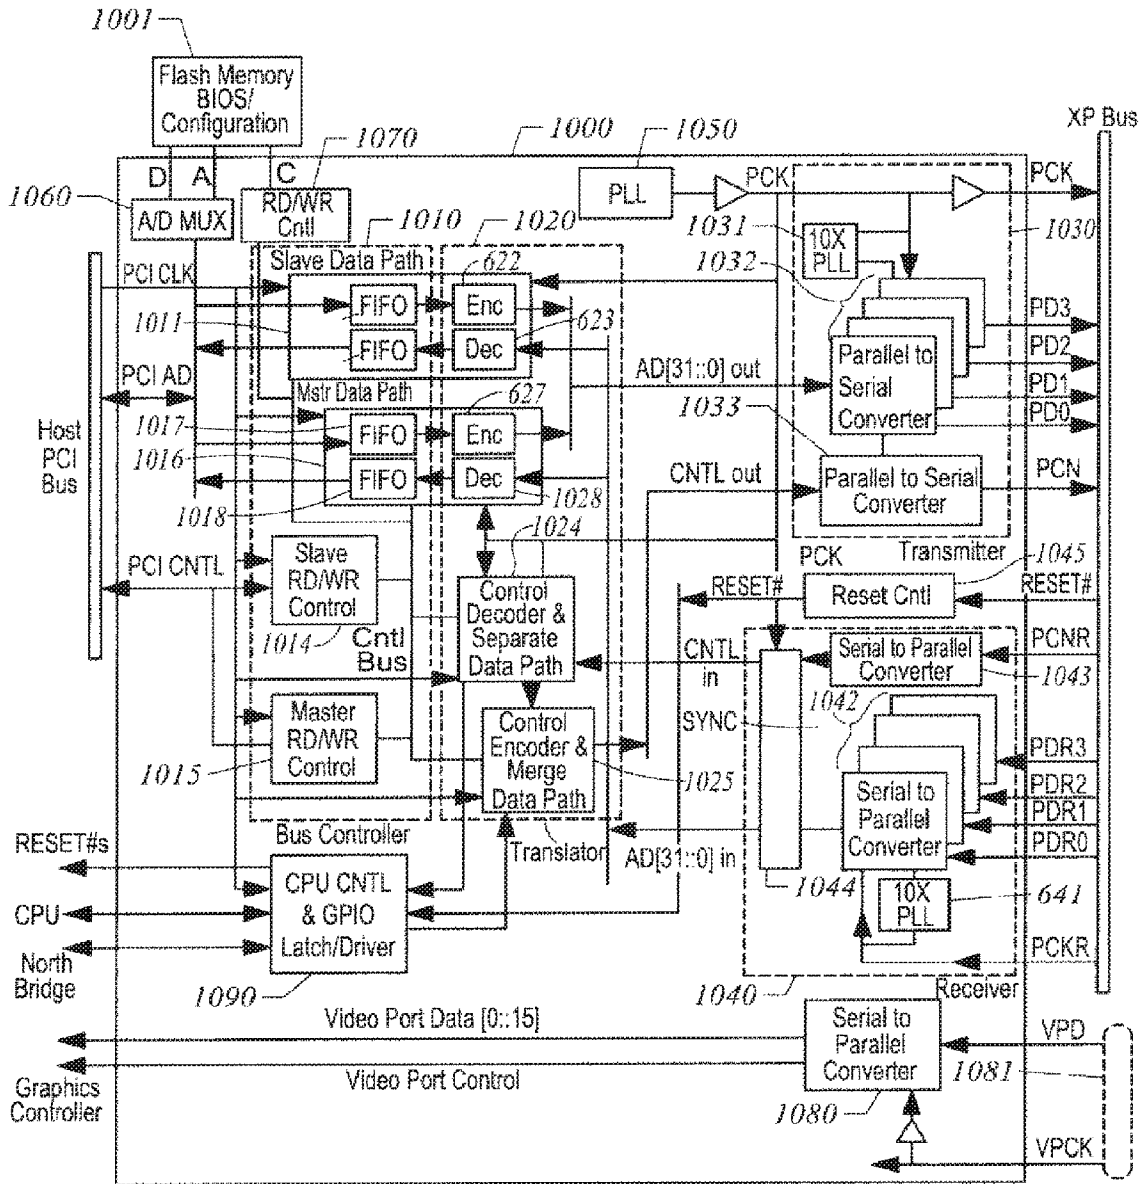 1001
Flash Memory
BIOS/
Configuration
1070
1000
1050
XP Bus
D
A
C
1060
A/D MUX
RD/WR
Cntl
1010
1020
PLL
PCK
PCK
1031
10X
PLL
1030
1032
Slave Data Path
622
PCI CLK
FIFO
Enc
1011
623
FIFO
Dec
PD3
PD2
PD1
PD0
Parallel to
Serial
Converter
AD[31::0] out
PCI AD
Mstr Data Path
627
1033
1017
FIFO
Enc
Host
PCI
Bus
1016
FIFO
Dec
CNTL out
Parallel to Serial
Converter
PCN
1018
1028
1024
PCK
Transmitter
1045
PCI CNTL
Slave
RD/WR
Control
RESET#
Reset Cntl
RESET#
1014
Cntl
Bus
Control
Decoder &
Separate
Data Path
CNTL
in
Serial to Parallel
Converter
PCNR
1043
1042
SYNC
Master
RD/WR
Control
Control
Encoder &
Merge
Data Path
1015
1025
PDR3
PDR2
PDR1
PDR0
Serial to
Parallel
Converter
Bus Controller
Translator
AD[31::0] in
1044
RESET#s
CPU CNTL
& GPIO
Latch/Driver
CPU
10X
PLL
641
North
Bridge
PCKR
1090
1040
Receiver
Video Port Data [0::15]
Serial to
Parallel
Converter
VPD
1081
Graphics
Controller
Video Port Control
1080
VPCK